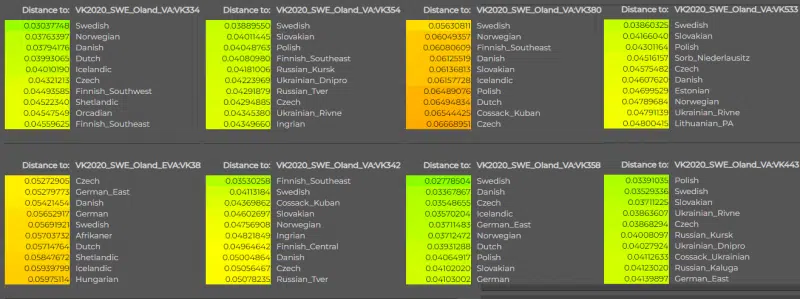 Distance to: VK2020_SWE_Oland_VA:VK334
0.03037748 Swedish
0.03763397 Norwegian
0.03794176 Danish
0.03993065 Dutch
0.04010190 Icelandic
0.04321213 Czech
0.04493585 Finnish_Southwest
0.04522340 Shetlandic
0.04547549 Orcadian
0.04559625 Finnish_Southeast
Distance to: VK2020_SWE_Oland_VA:VK354
0.03889550 Swedish
0.04011445 Slovakian
0.04048763 Polish
0.04080980 Finnish_Southeast
0.04181006 Russian_Kursk
0.04223969 Ukrainian_Dnipro
0.04291879 Russian_Tver
0.04294885 Czech
0.04345380 Ukrainian_Rivne
0.04349660 Ingrian
Distance to: VK2020_SWE_Oland_VA:VK380
0.05630811 Swedish
0.06049357 Norwegian
0.06080609 Finnish_Southeast
0.06125519 Danish
0.06136813 Slovakian
0.06157728 Icelandic
0.06489076 Polish
0.06494834 Dutch
0.06544425 Cossack_Kuban
0.06668951 Czech
Distance to: VK2020_SWE_Oland_VA:VK533
0.03860325 Swedish
0.04166040 Slovakian
0.04301164 Polish
0.04516157 Sorb_Niederlausitz
0.04575482 Czech
0.04607620 Danish
0.04699529 Estonian
0.04789684 Norwegian
0.04791139 Ukrainian_Rivne
0.04800415 Lithuanian_PA
Distance to: VK2020_SWE_Oland_EVA:VK38
0.05272905 Czech
0.05279773 German_East
0.05421454 Danish
0.05652917 German
0.05691921 Swedish
0.05703732 Afrikaner
0.05714764 Dutch
0.05847672 Shetlandic
0.05939799 Icelandic
0.05975114 Hungarian
Distance to: VK2020_SWE_Oland_VA:VK342
0.03530258 Finnish_Southeast
0.04113184 Swedish
0.04369862 Cossack_Kuban
0.04602697 Slovakian
0.04756908 Norwegian
0.04821849 Ingrian
0.04964642 Finnish_Central
0.05004864 Danish
0.05056467 Czech
0.05078235 Russian_Tver
Distance to: VK2020_SWE_Oland_VA:VK358
0.02778504 Swedish
0.03367867 Danish
0.03548655 Czech
0.03570204 Icelandic
0.03711483 German_East
0.03712472 Norwegian
0.03931288 Dutch
0.04064917 Polish
0.04102020 Slovakian
0.04103002 German
Distance to: VK2020_SWE_Oland_VA:VK443
0.03391035 Polish
0.03529336 Swedish
0.03711225 Slovakian
0.03863607 Ukrainian_Rivne
0.03868294 Czech
0.04008097 Russian_Kursk
0.04027924 Ukrainian_Dnipro
0.04112633 Cossack_Ukrainian
0.04123020 Russian_Kaluga
0.04139897 German_East